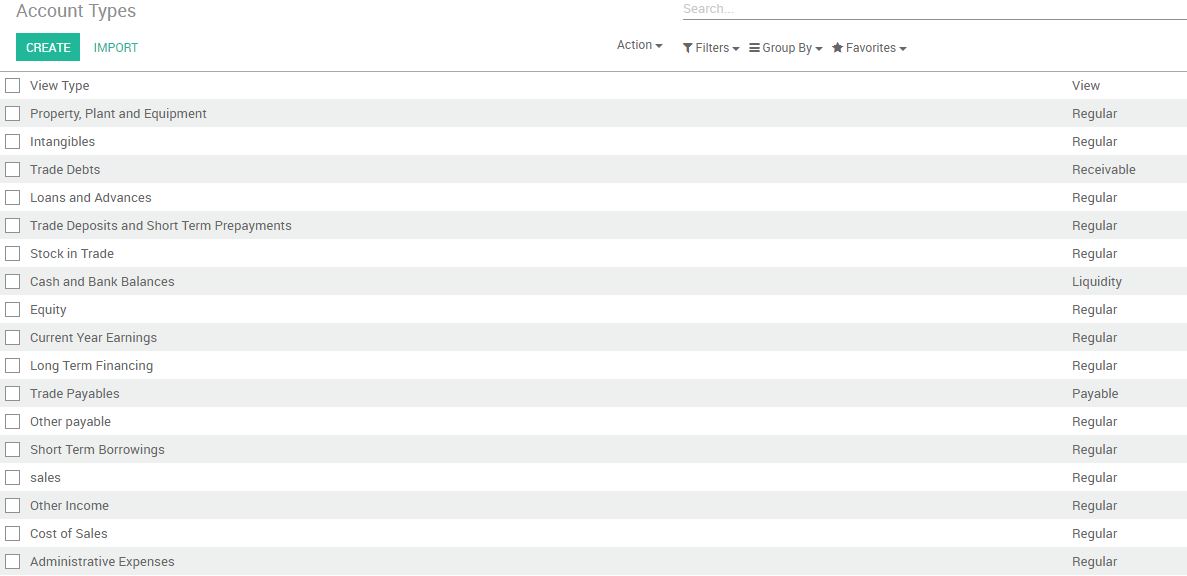 Account Types
Search...
CREATE IMPORT Action Filters Group By Favorites
View Type View
Property, Plant and Equipment Regular
Intangibles Regular
Trade Debts Receivable
Loans and Advances Regular
Trade Deposits and Short Term Prepayments Regular
Stock in Trade Regular
Cash and Bank Balances Liquidity
Equity Regular
Current Year Earnings Regular
Long Term Financing Regular
Trade Payables Payable
Other payable Regular
Short Term Borrowings Regular
sales Regular
Other Income Regular
Cost of Sales Regular
Administrative Expenses Regular